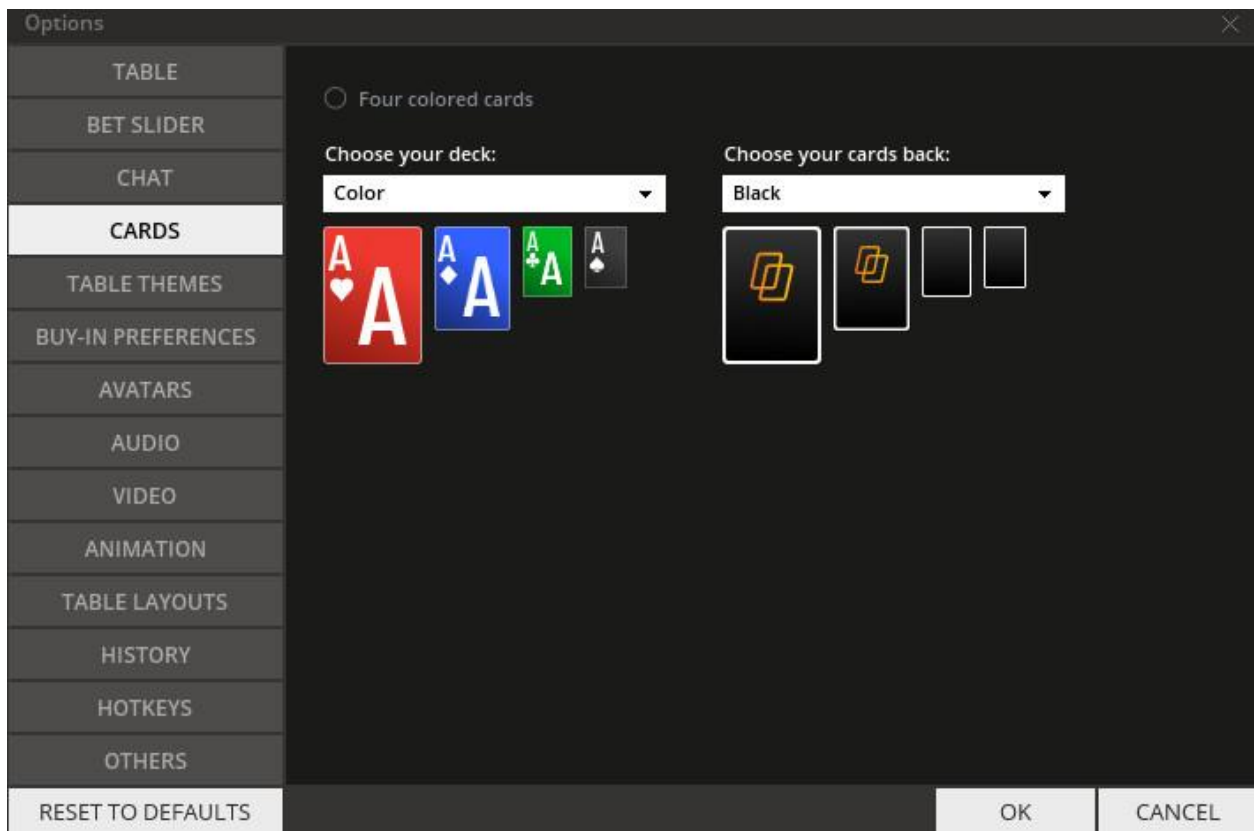 Options
TABLE
BET SLIDER
CHAT
CARDS
TABLE THEMES
BUY-IN PREFERENCES
AVATARS
AUDIO
VIDEO
ANIMATION
TABLE LAYOUTS
HISTORY
HOTKEYS
OTHERS
RESET TO DEFAULTS
Four colored cards
Choose your deck:
Color
A A
A A
A A
A
Choose your cards back:
Black
OK
CANCEL